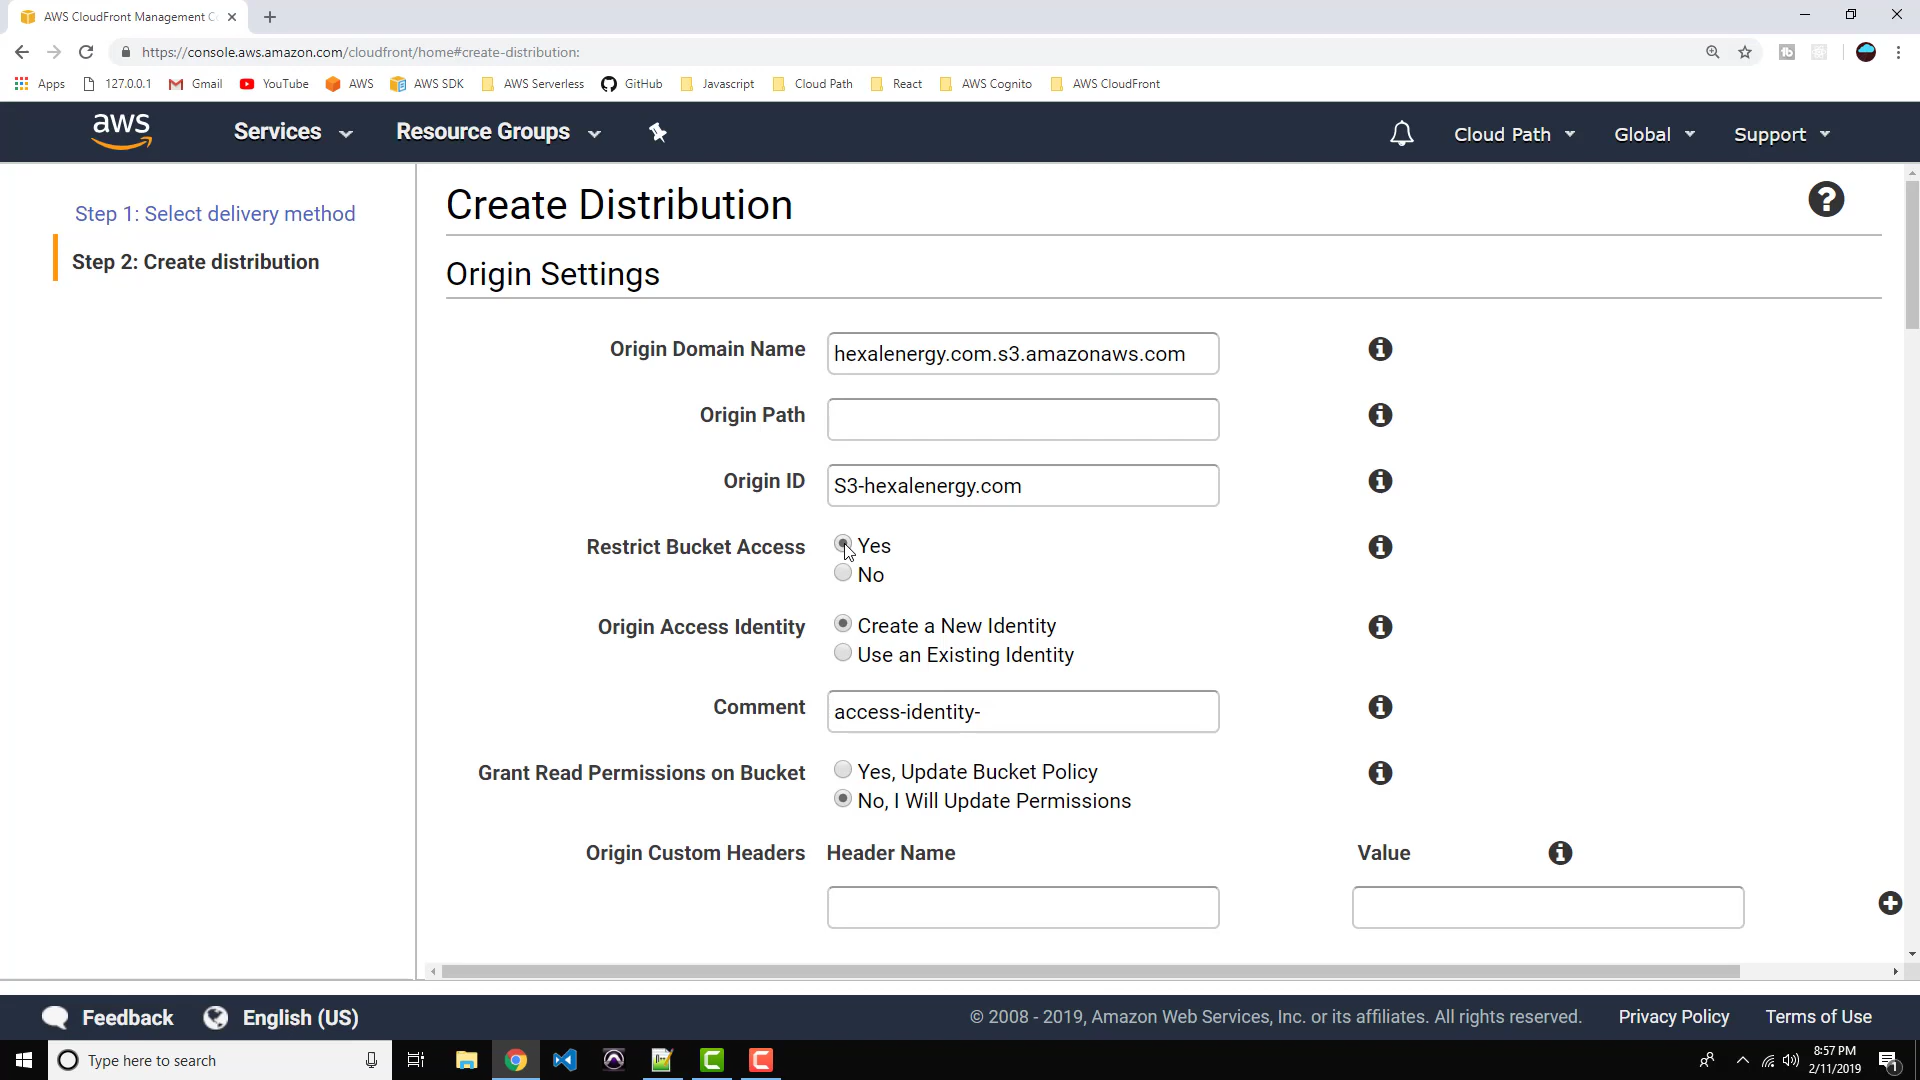 AWS CloudFront Management C
https://console.aws.amazon.com/cloudfront/home#create-distribution:
Apps 127.0.0.1 Gmail YouTube AWS AWS SDK AWS Serverless GitHub Javascript Cloud Path React AWS Cognito AWS CloudFront
aws Services Resource Groups Cloud Path Global Support
Step 1: Select delivery method
Step 2: Create distribution
Create Distribution
Origin Settings
Origin Domain Name hexalenergy.com.s3.amazonaws.com
Origin Path
Origin ID S3-hexalenergy.com
Restrict Bucket Access Yes
No
Origin Access Identity Create a New Identity
Use an Existing Identity
Comment access-identity-
Grant Read Permissions on Bucket Yes, Update Bucket Policy
No, I Will Update Permissions
Origin Custom Headers Header Name Value
Feedback English (US) © 2008 - 2019, Amazon Web Services, Inc. or its affiliates. All rights reserved. Privacy Policy Terms of Use
Type here to search
8:57 PM
2/11/2019
1